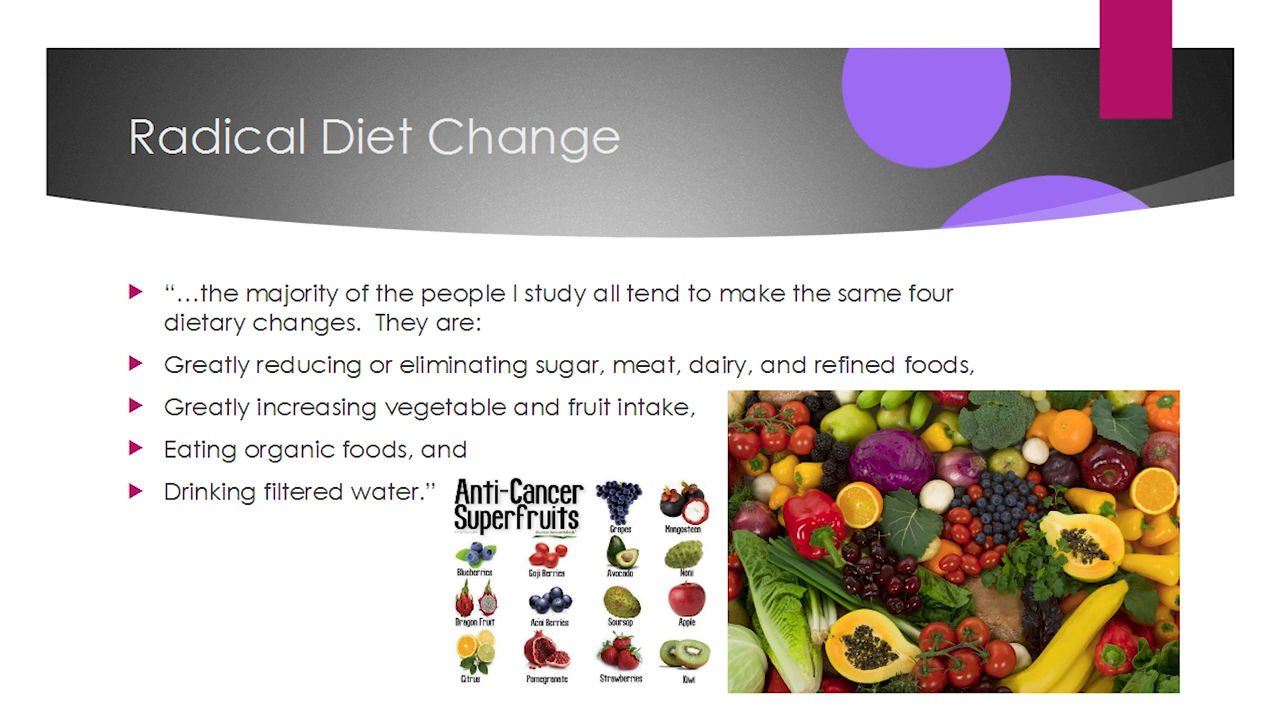 Radical Diet Change
“…the majority of the people I study all tend to make the same four
dietary changes.  They are:
Greatly reducing or eliminating sugar, meat, dairy, and refined foods,
Greatly increasing vegetable and fruit intake,
Eating organic foods, and
Drinking filtered water.”
Anti-Cancer
Superfruits
Grapes
Mangosteen
Blueberries
Goji Berries
Avocado
Noni
Dragon Fruit
Acai Berries
Soursop
Apple
Citrus
Pomegranate
Strawberries
Kiwi